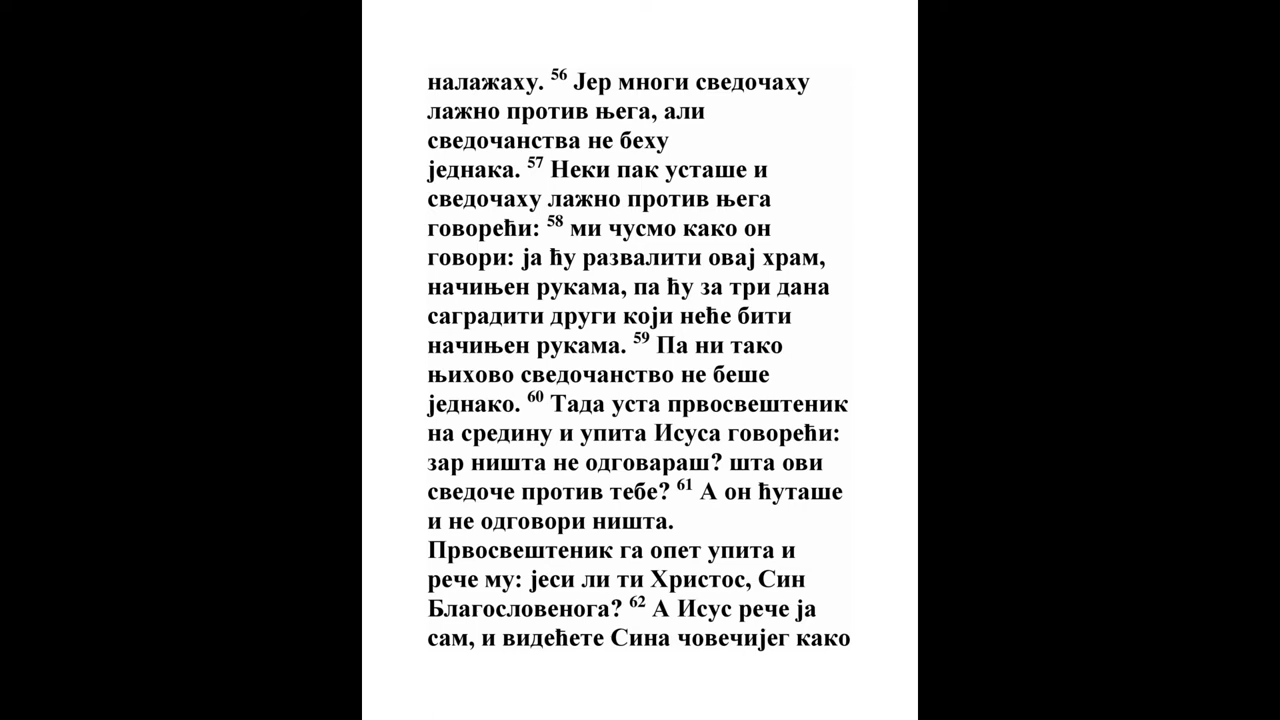 налажаху. 56 Јер многи сведочаху
лажно против њега, али
сведочанства не беху
једнака. 57 Неки пак усташе и
сведочаху лажно против њега
говорећи: 58 ми чусмо како он
говори: ја ћу развалити овај храм,
начињен рукама, па ћу за три дана
саградити други који неће бити
начињен рукама. 59 Па ни тако
њихово сведочанство не беше
једнако. 60 Тада уста првосвештеник
на средину и упита Исуса говорећи:
зар ништа не одговараш? шта ови
сведоче против тебе? 61 А он ћуташе
и не одговори ништа.
Првосвештеник га опет упита и
рече му: јеси ли ти Христос, Син
Благословенога? 62 А Исус рече ја
сам, и видећете Сина човечијег како